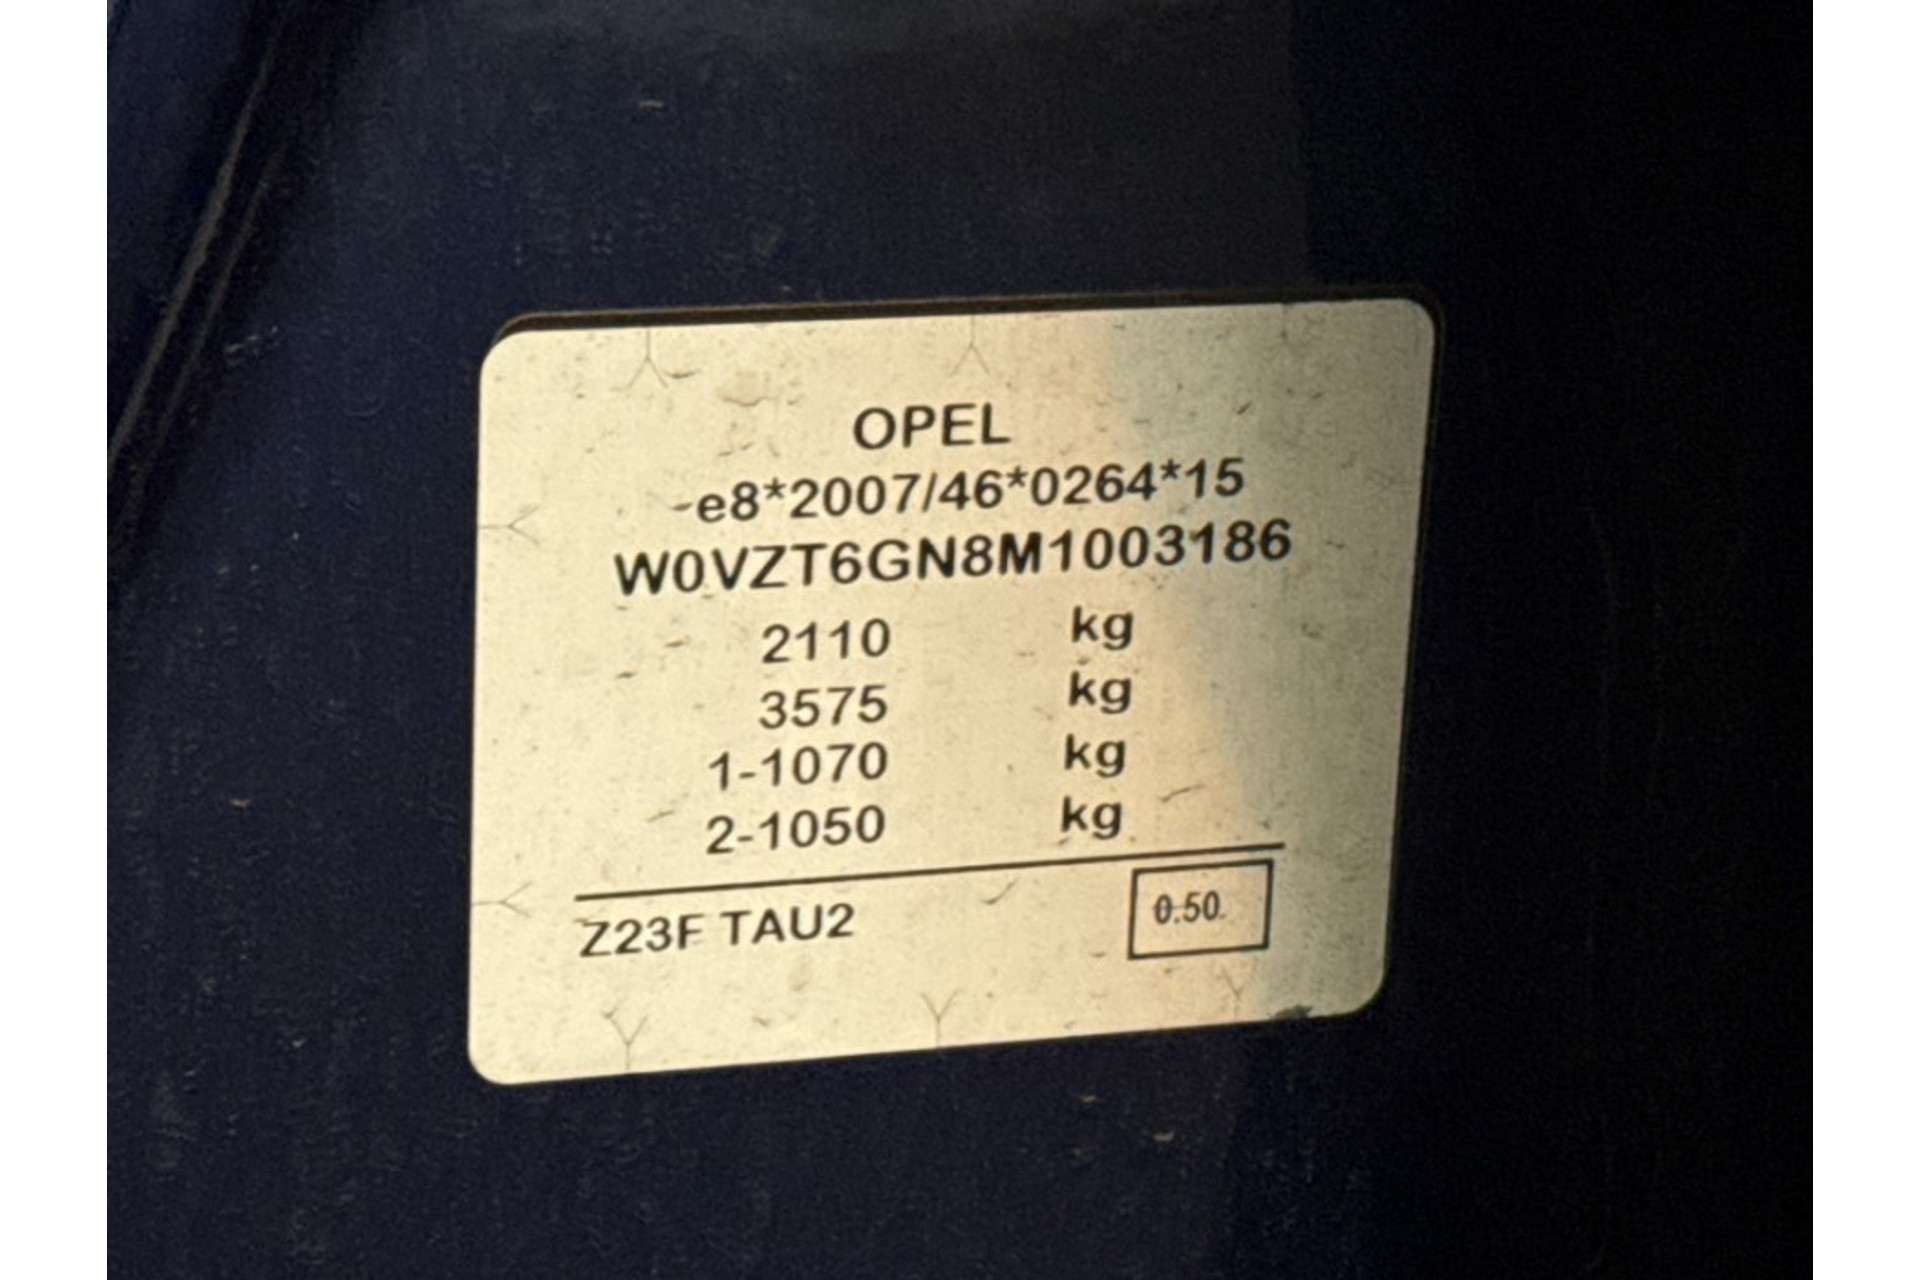 OPEL
-e8*2007/46*0264*15
W0VZT6GN8M1003186
2110 kg
3575 kg
1-1070 kg
2-1050 kg
Z23F TAU2 0.50